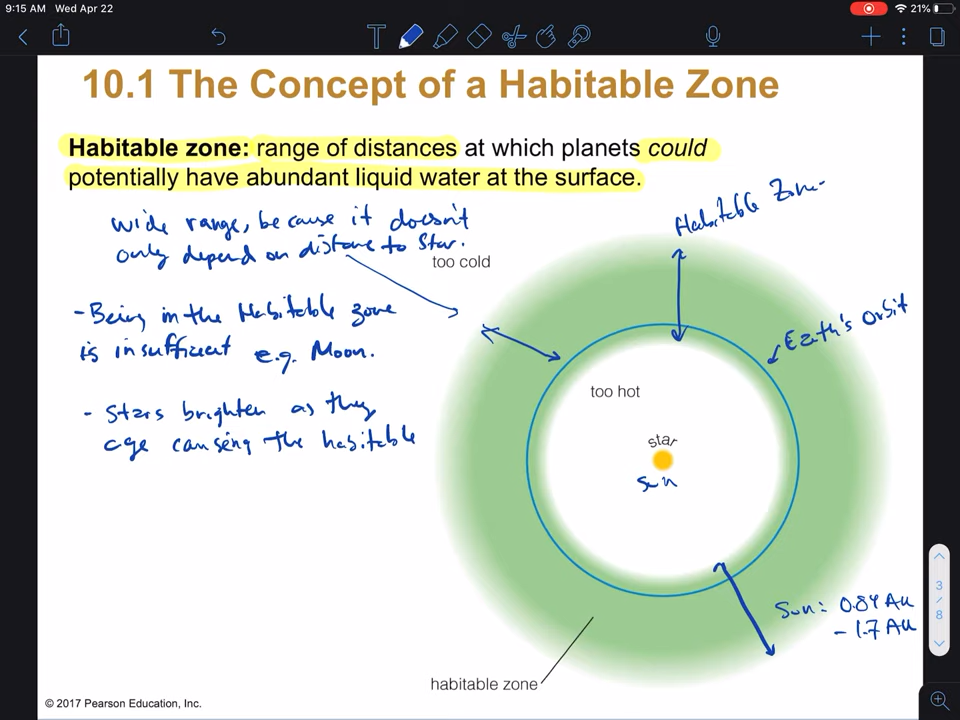 9:15 AM Wed Apr 22
21%
10.1 The Concept of a Habitable Zone
Habitable zone: range of distances at which planets could
potentially have abundant liquid water at the surface.
wide range, because it doesn't
only depend on distance to Star.
too cold
Habitable Zone
Earth's Orbit
- Being in the Habitable zone
is insufficient e.g. Moon.
too hot
- Stars brighten as they
age causing the habitable
star
Sun
Sun: 0.84 AU
- 1.7 AU
habitable zone
3
/
8
© 2017 Pearson Education, Inc.